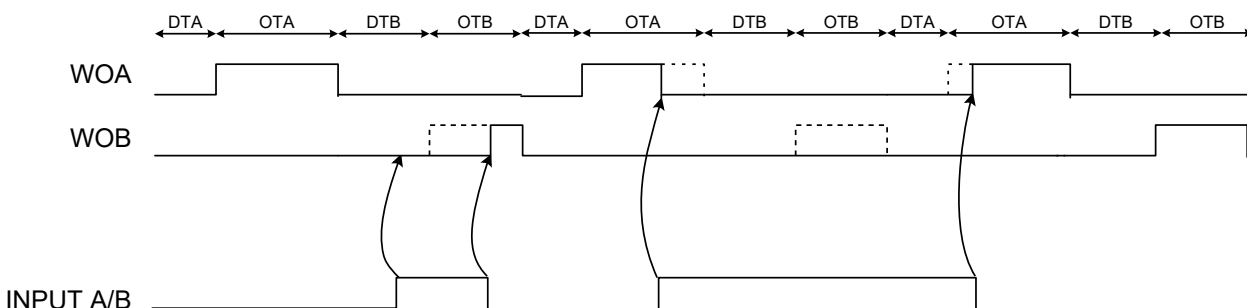 DTA OTA DTB OTB DTA OTA DTB OTB DTA OTA DTB OTB
WOA
WOB
INPUT A/B